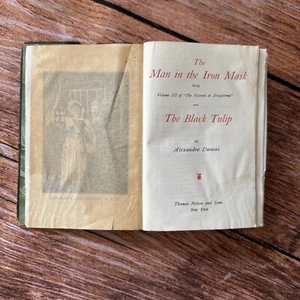 The
Man in the Iron Mask
being
Volume III of "The Vicomte de Bragelonne"
and
The Black Tulip
by
Alexandre Dumas
Thomas Nelson and Sons
New York